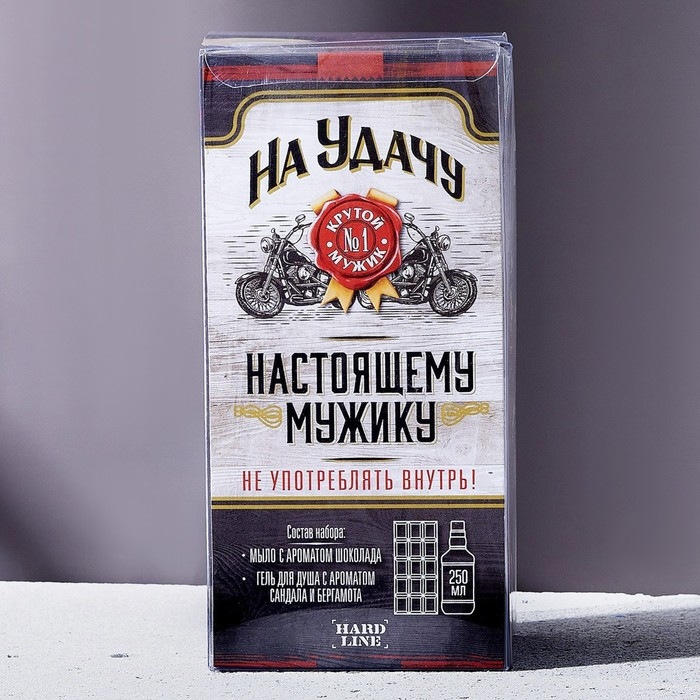 На Удачу
КРУТОЙ
№1
• МУЖИК •
НАСТОЯЩЕМУ
МУЖИКУ
НЕ УПОТРЕБЛЯТЬ ВНУТРЬ!
Состав набора:
• МЫЛО С АРОМАТОМ ШОКОЛАДА
• ГЕЛЬ ДЛЯ ДУША С АРОМАТОМ
САНДАЛА И БЕРГАМОТА
250
МЛ
HARD
LINE